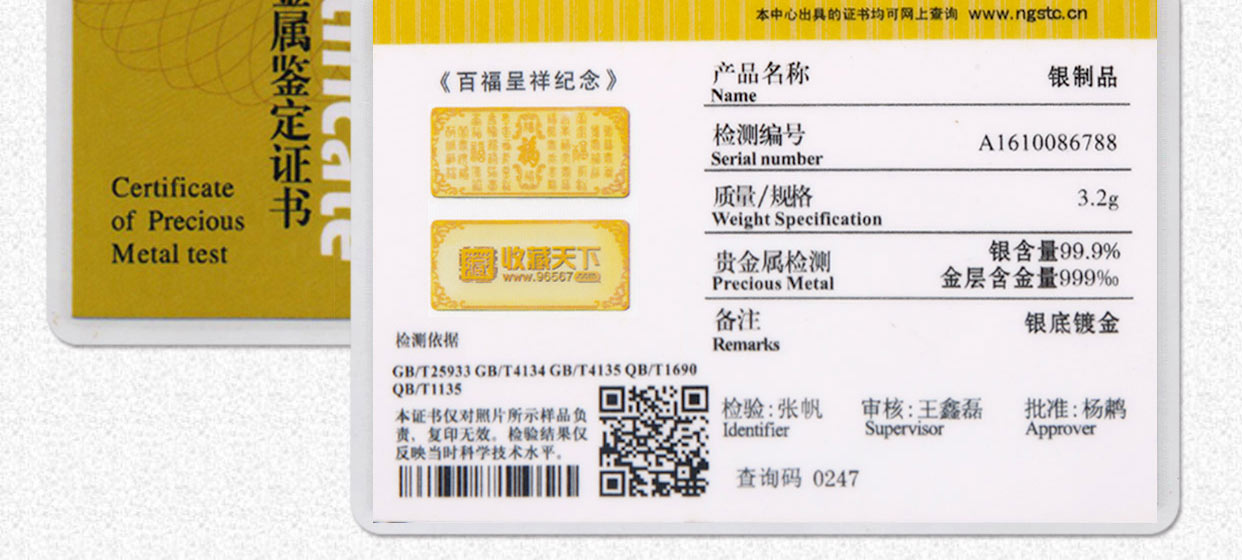 金属鉴定证书
Certificate
of Precious
Metal test
本中心出具的证书均可网上查询 www.ngstc.cn
《百福呈祥纪念》
福
收藏天下
www.96567
产品名称 银制品
Name
检测编号 A1610086788
Serial number
质量/规格 3.2g
Weight Specification
贵金属检测 银含量99.9%
Precious Metal 金层含金量999‰
备注 银底镀金
Remarks
检测依据
GB/T25933 GB/T4134 GB/T4135 QB/T1690
QB/T1135
本证书仅对照片所示样品负
责，复印无效。检验结果仅
反映当时科学技术水平。
检验:张帆 审核:王鑫磊 批准:杨鹇
Identifier Supervisor Approver
查询码 0247